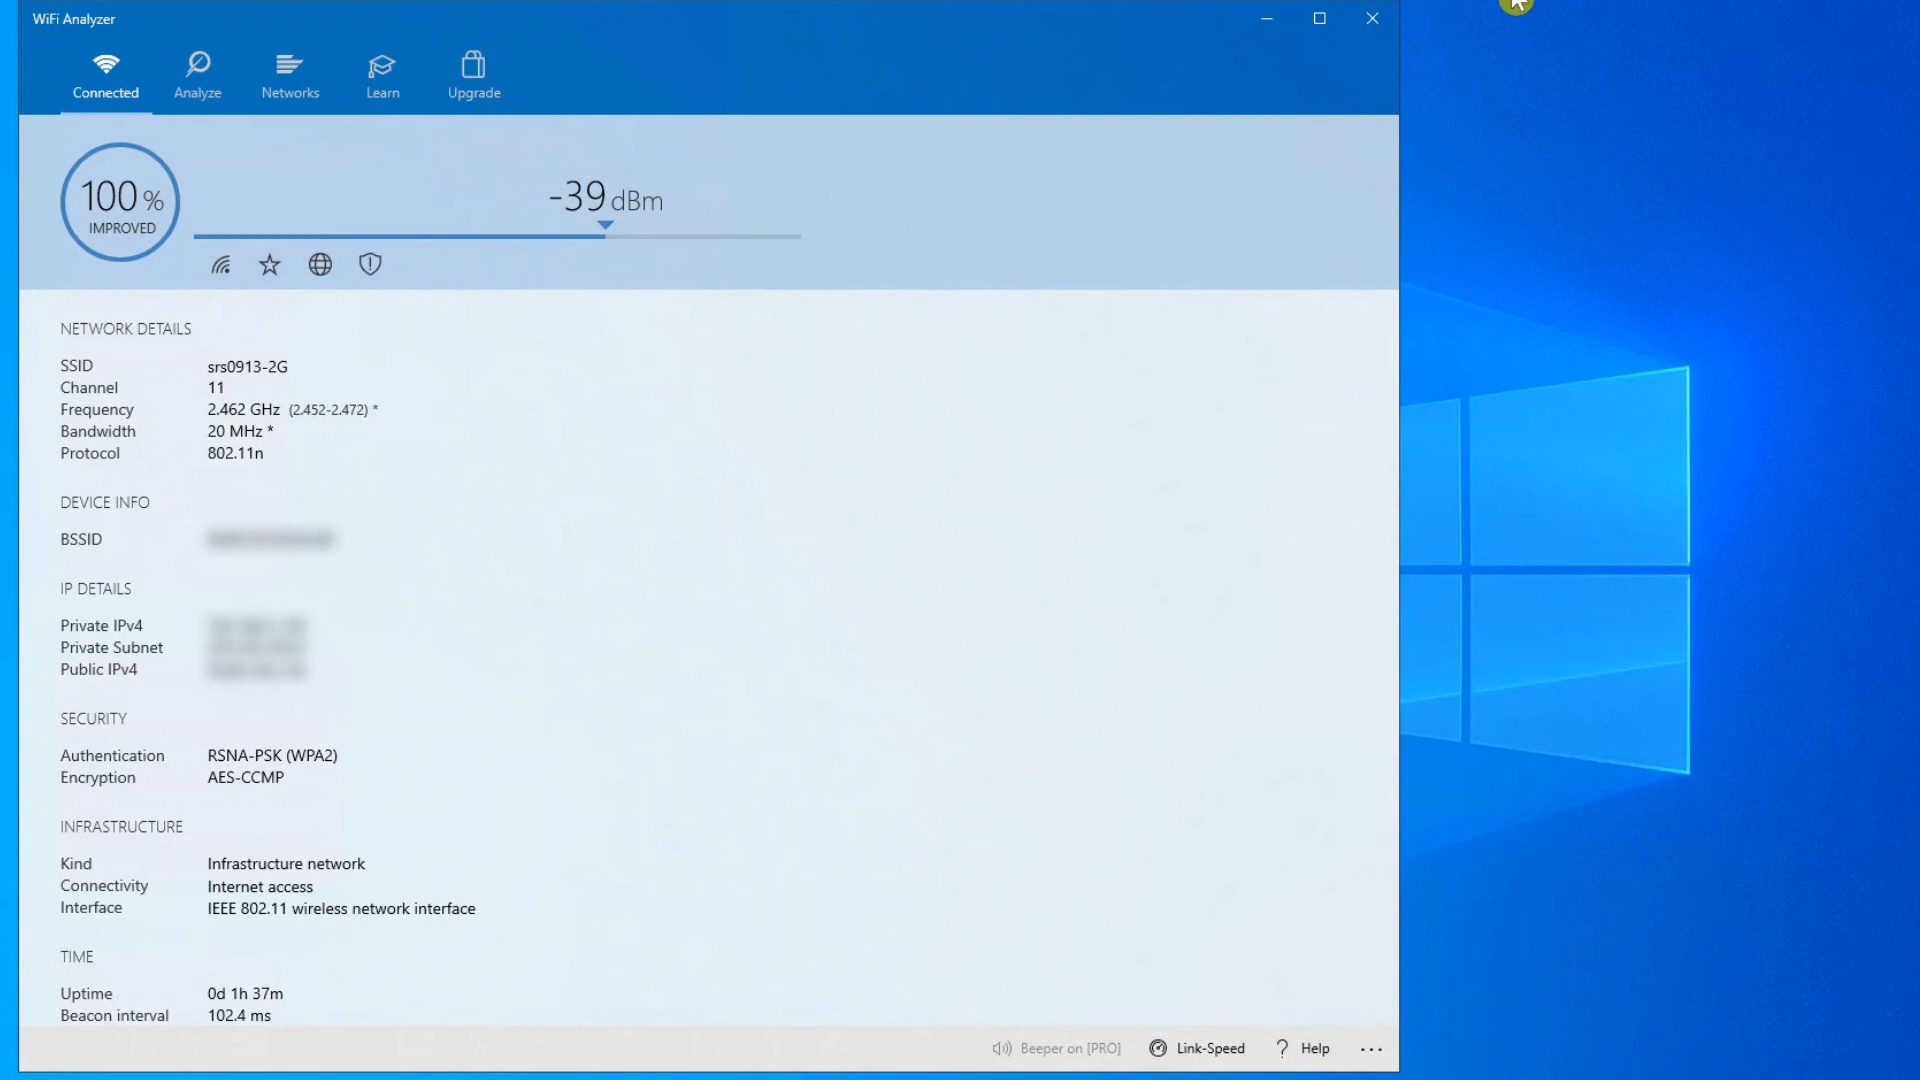 WiFi Analyzer
Connected
Analyze
Networks
Learn
Upgrade
100 %
IMPROVED
-39 dBm
NETWORK DETAILS
SSID srs0913-2G
Channel 11
Frequency 2.462 GHz (2.452-2.472) *
Bandwidth 20 MHz *
Protocol 802.11n
DEVICE INFO
BSSID
IP DETAILS
Private IPv4
Private Subnet
Public IPv4
SECURITY
Authentication RSNA-PSK (WPA2)
Encryption AES-CCMP
INFRASTRUCTURE
Kind Infrastructure network
Connectivity Internet access
Interface IEEE 802.11 wireless network interface
TIME
Uptime 0d 1h 37m
Beacon interval 102.4 ms
Beeper on [PRO]
Link-Speed
? Help
...